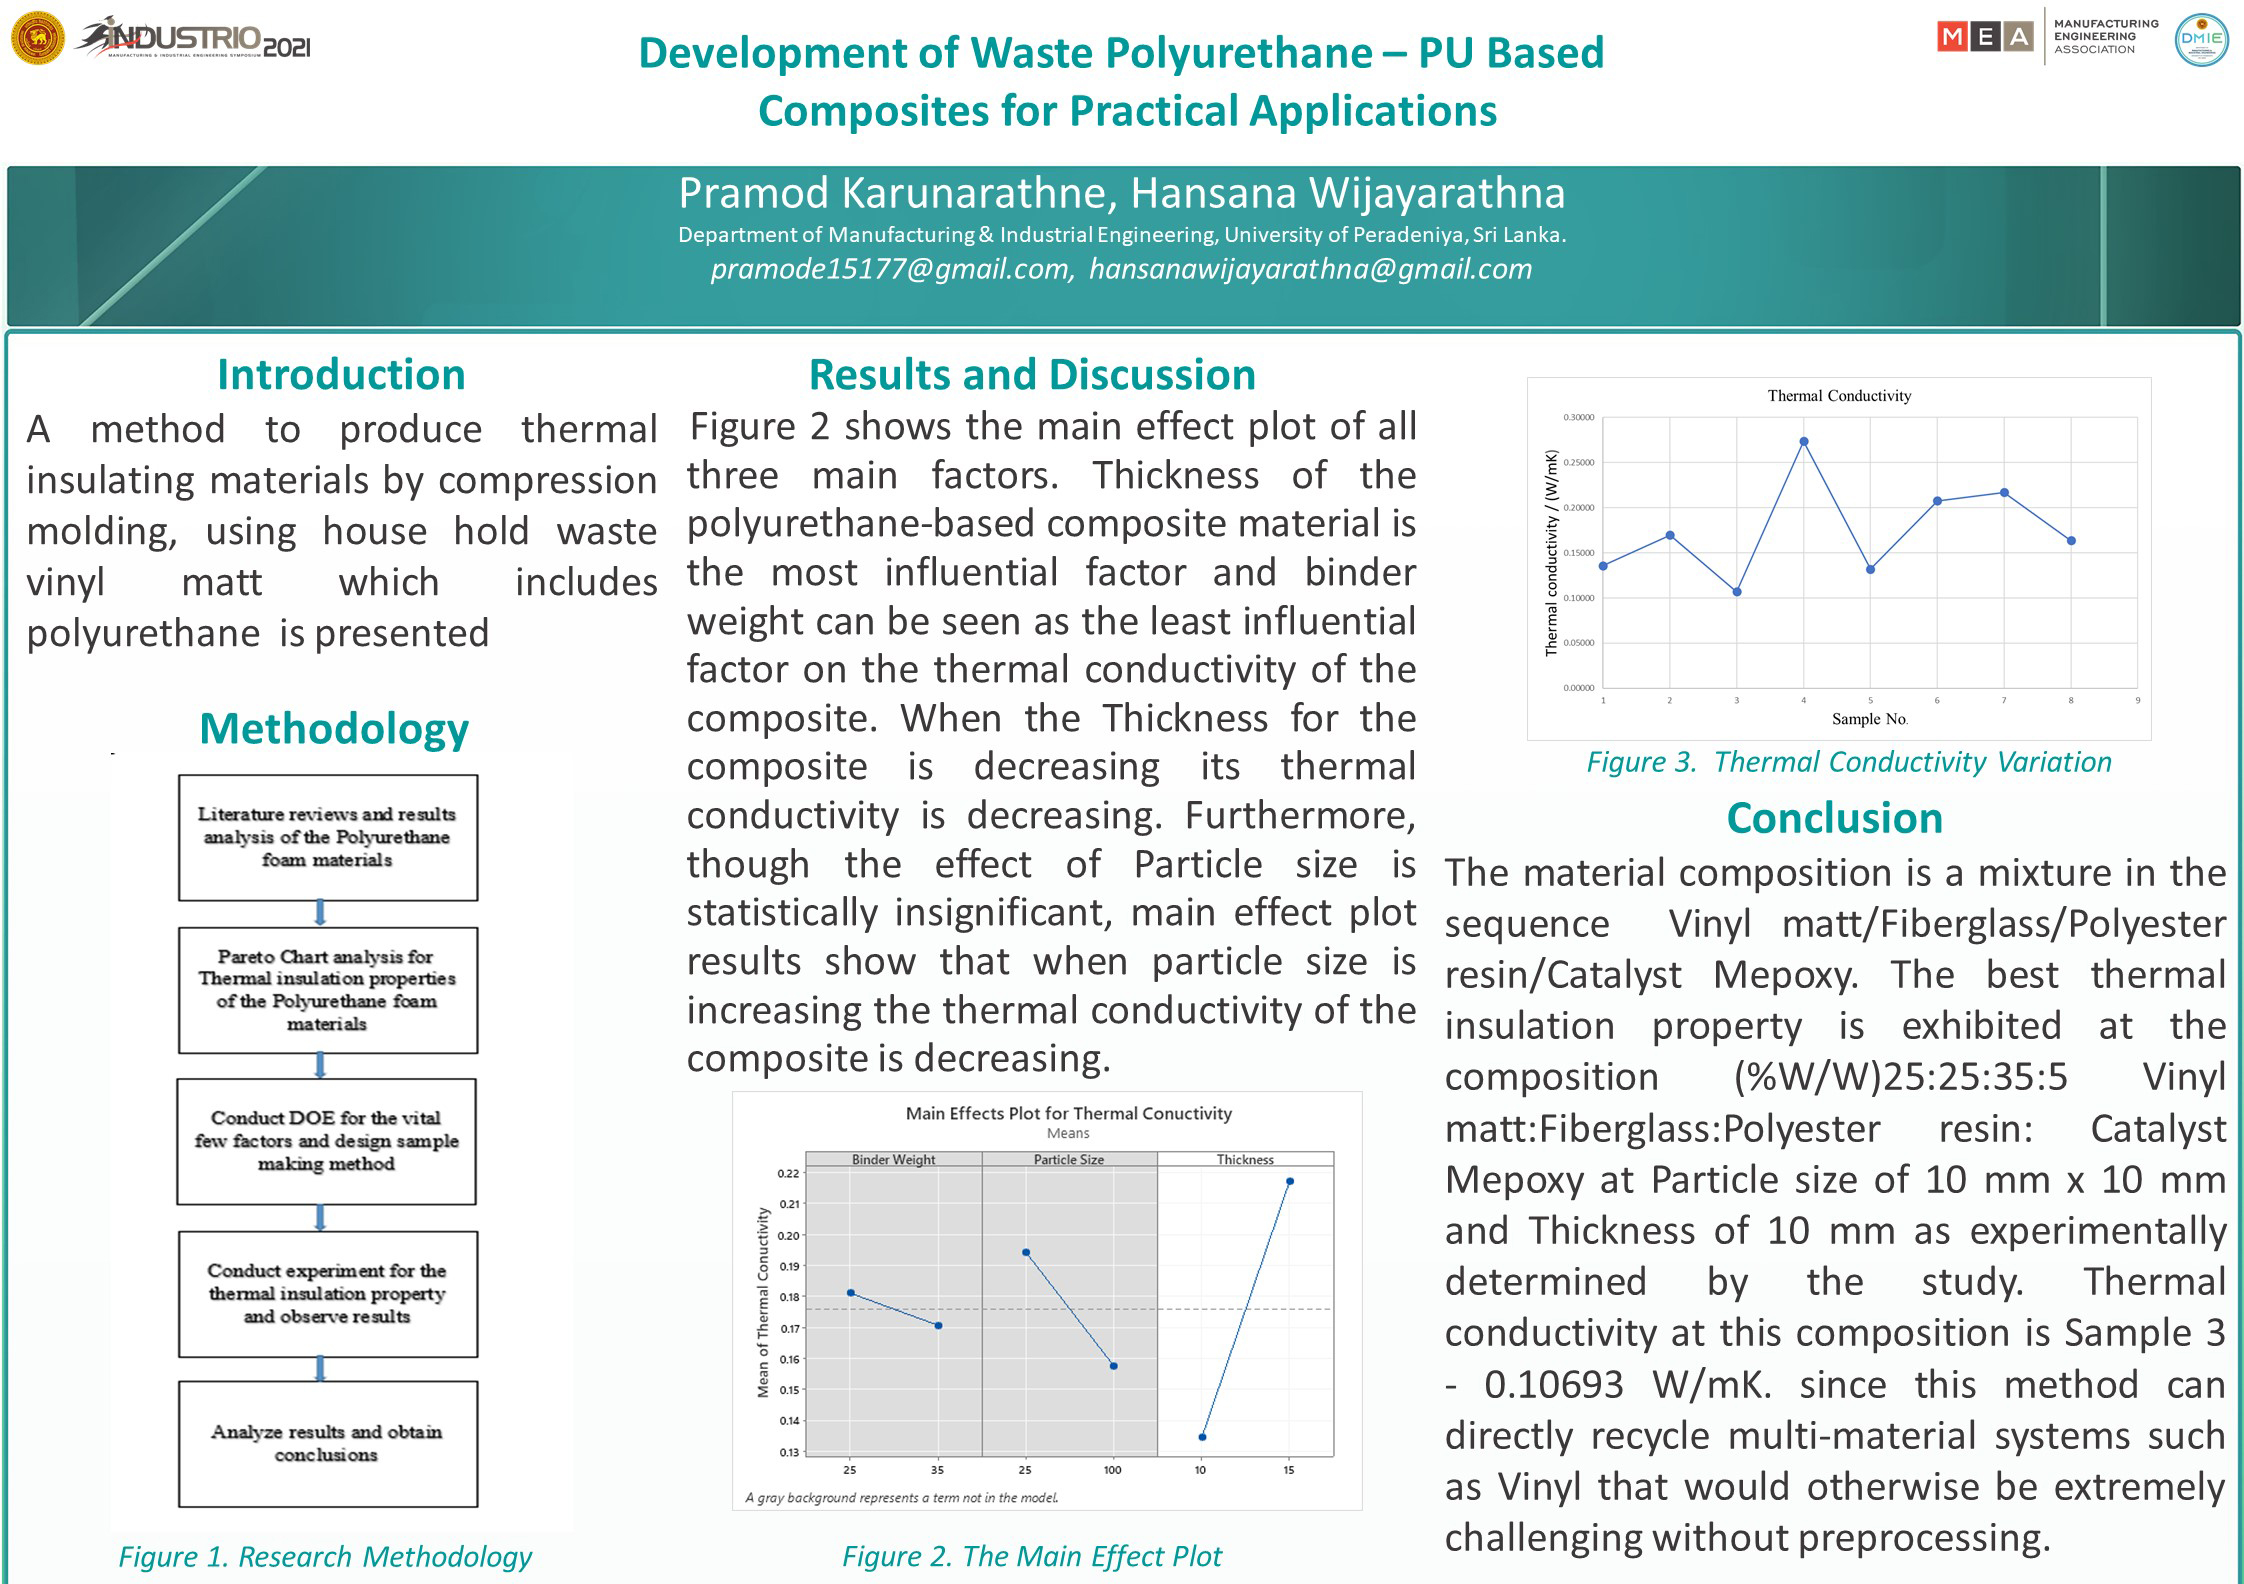 INDUSTRIO 2021
MANUFACTURING & INDUSTRIAL ENGINEERING SYMPOSIUM
Development of Waste Polyurethane – PU Based
Composites for Practical Applications
MEA
MANUFACTURING
ENGINEERING
ASSOCIATION
DMIE
Pramod Karunarathne, Hansana Wijayarathna
Department of Manufacturing & Industrial Engineering, University of Peradeniya, Sri Lanka.
pramode15177@gmail.com, hansanawijayarathna@gmail.com
Introduction
A method to produce thermal
insulating materials by compression
molding, using house hold waste
vinyl matt which includes
polyurethane is presented
Methodology
Literature reviews and results
analysis of the Polyurethane
foam materials
Pareto Chart analysis for
Thermal insulation properties
of the Polyurethane foam
materials
Conduct DOE for the vital
few factors and design sample
making method
Conduct experiment for the
thermal insulation property
and observe results
Analyze results and obtain
conclusions
Figure 1. Research Methodology
Results and Discussion
Figure 2 shows the main effect plot of all
three main factors. Thickness of the
polyurethane-based composite material is
the most influential factor and binder
weight can be seen as the least influential
factor on the thermal conductivity of the
composite. When the Thickness for the
composite is decreasing its thermal
conductivity is decreasing. Furthermore,
though the effect of Particle size is
statistically insignificant, main effect plot
results show that when particle size is
increasing the thermal conductivity of the
composite is decreasing.
Main Effects Plot for Thermal Conuctivity
Means
Binder Weight Particle Size Thickness
Mean of Thermal Conuctivity
0.22
0.21
0.20
0.19
0.18
0.17
0.16
0.15
0.14
0.13
25 35 25 100 10 15
A gray background represents a term not in the model.
Figure 2. The Main Effect Plot
Thermal Conductivity
Thermal conductivity / (W/mK)
0.30000
0.25000
0.20000
0.15000
0.10000
0.05000
0.00000
1 2 3 4 5 6 7 8 9
Sample No.
Figure 3. Thermal Conductivity Variation
Conclusion
The material composition is a mixture in the
sequence Vinyl matt/Fiberglass/Polyester
resin/Catalyst Mepoxy. The best thermal
insulation property is exhibited at the
composition (%W/W)25:25:35:5 Vinyl
matt:Fiberglass:Polyester resin: Catalyst
Mepoxy at Particle size of 10 mm x 10 mm
and Thickness of 10 mm as experimentally
determined by the study. Thermal
conductivity at this composition is Sample 3
- 0.10693 W/mK. since this method can
directly recycle multi-material systems such
as Vinyl that would otherwise be extremely
challenging without preprocessing.